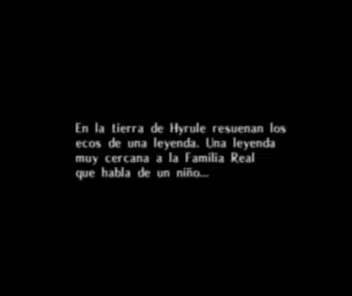 En la tierra de Hyrule resuenan los
ecos de una leyenda. Una leyenda
muy cercana a la Familia Real
que habla de un niño...